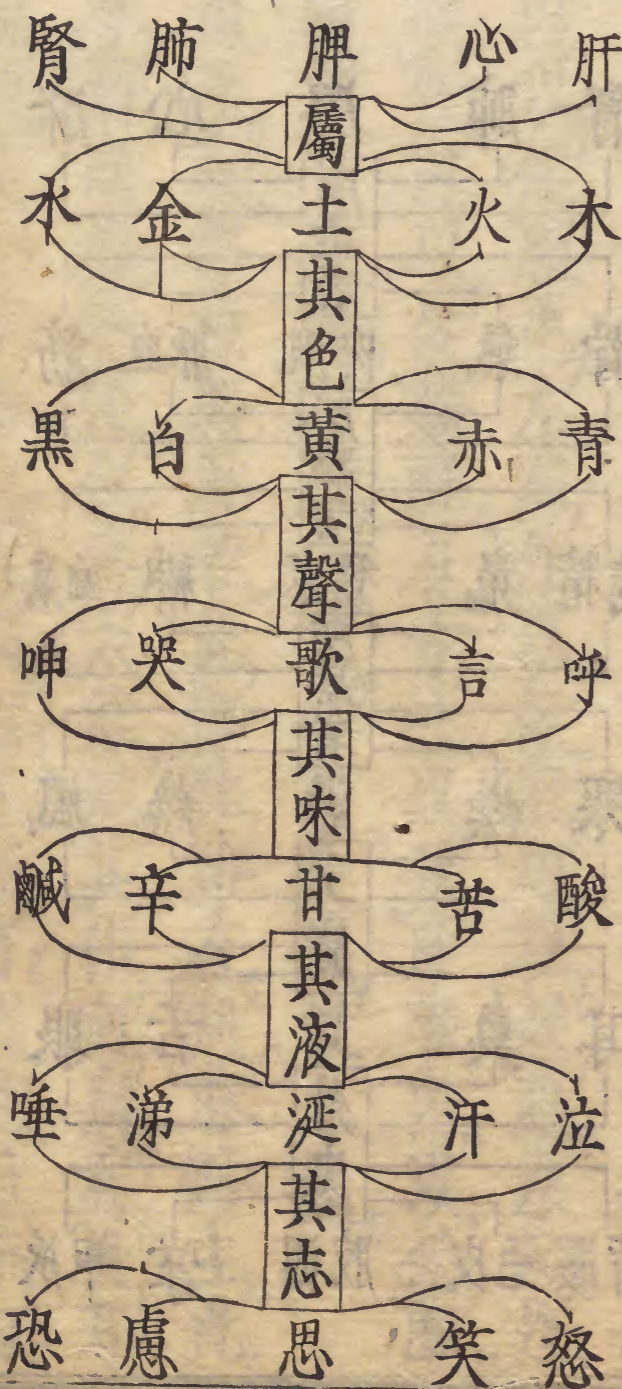 肝 心 脾 肺 腎
屬
木 火 土 金 水
其色
青 赤 黃 白 黒
其聲
呼 言 歌 哭 呻
其味
酸 苦 甘 辛 鹹
其液
泣 汗 涎 涕 唾
其志
怒 笑 思 慮 恐